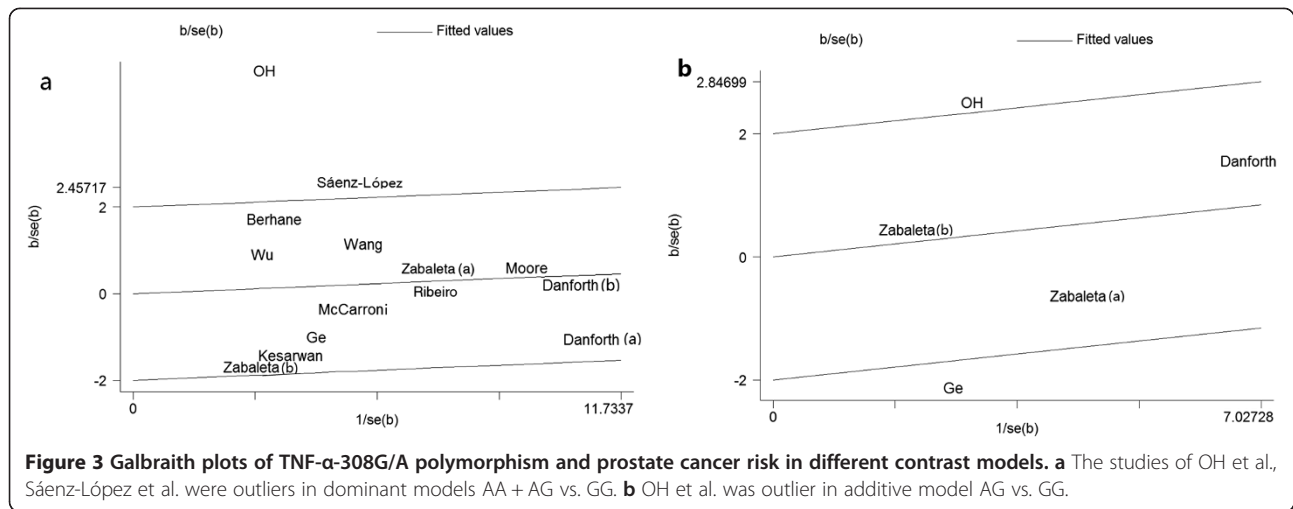 b/se(b) Fitted values
a
OH
2.45717
2
0
-2
b/se(b)
Sáenz-López
Berhane
Wu
Wang
Zabaleta (a)
Moore
Ribeiro
Danforth (b)
McCarroni
Ge
Kesarwan
Zabaleta (b)
Danforth (a)
0
11.7337
1/se(b)
b/se(b) Fitted values
b
2.84699
2
0
-2
b/se(b)
OH
Danforth
Zabaleta (b)
Zabaleta (a)
Ge
0
7.02728
1/se(b)
Figure 3 Galbraith plots of TNF-α-308G/A polymorphism and prostate cancer risk in different contrast models. a The studies of OH et al.,
Sáenz-López et al. were outliers in dominant models AA + AG vs. GG. b OH et al. was outlier in additive model AG vs. GG.